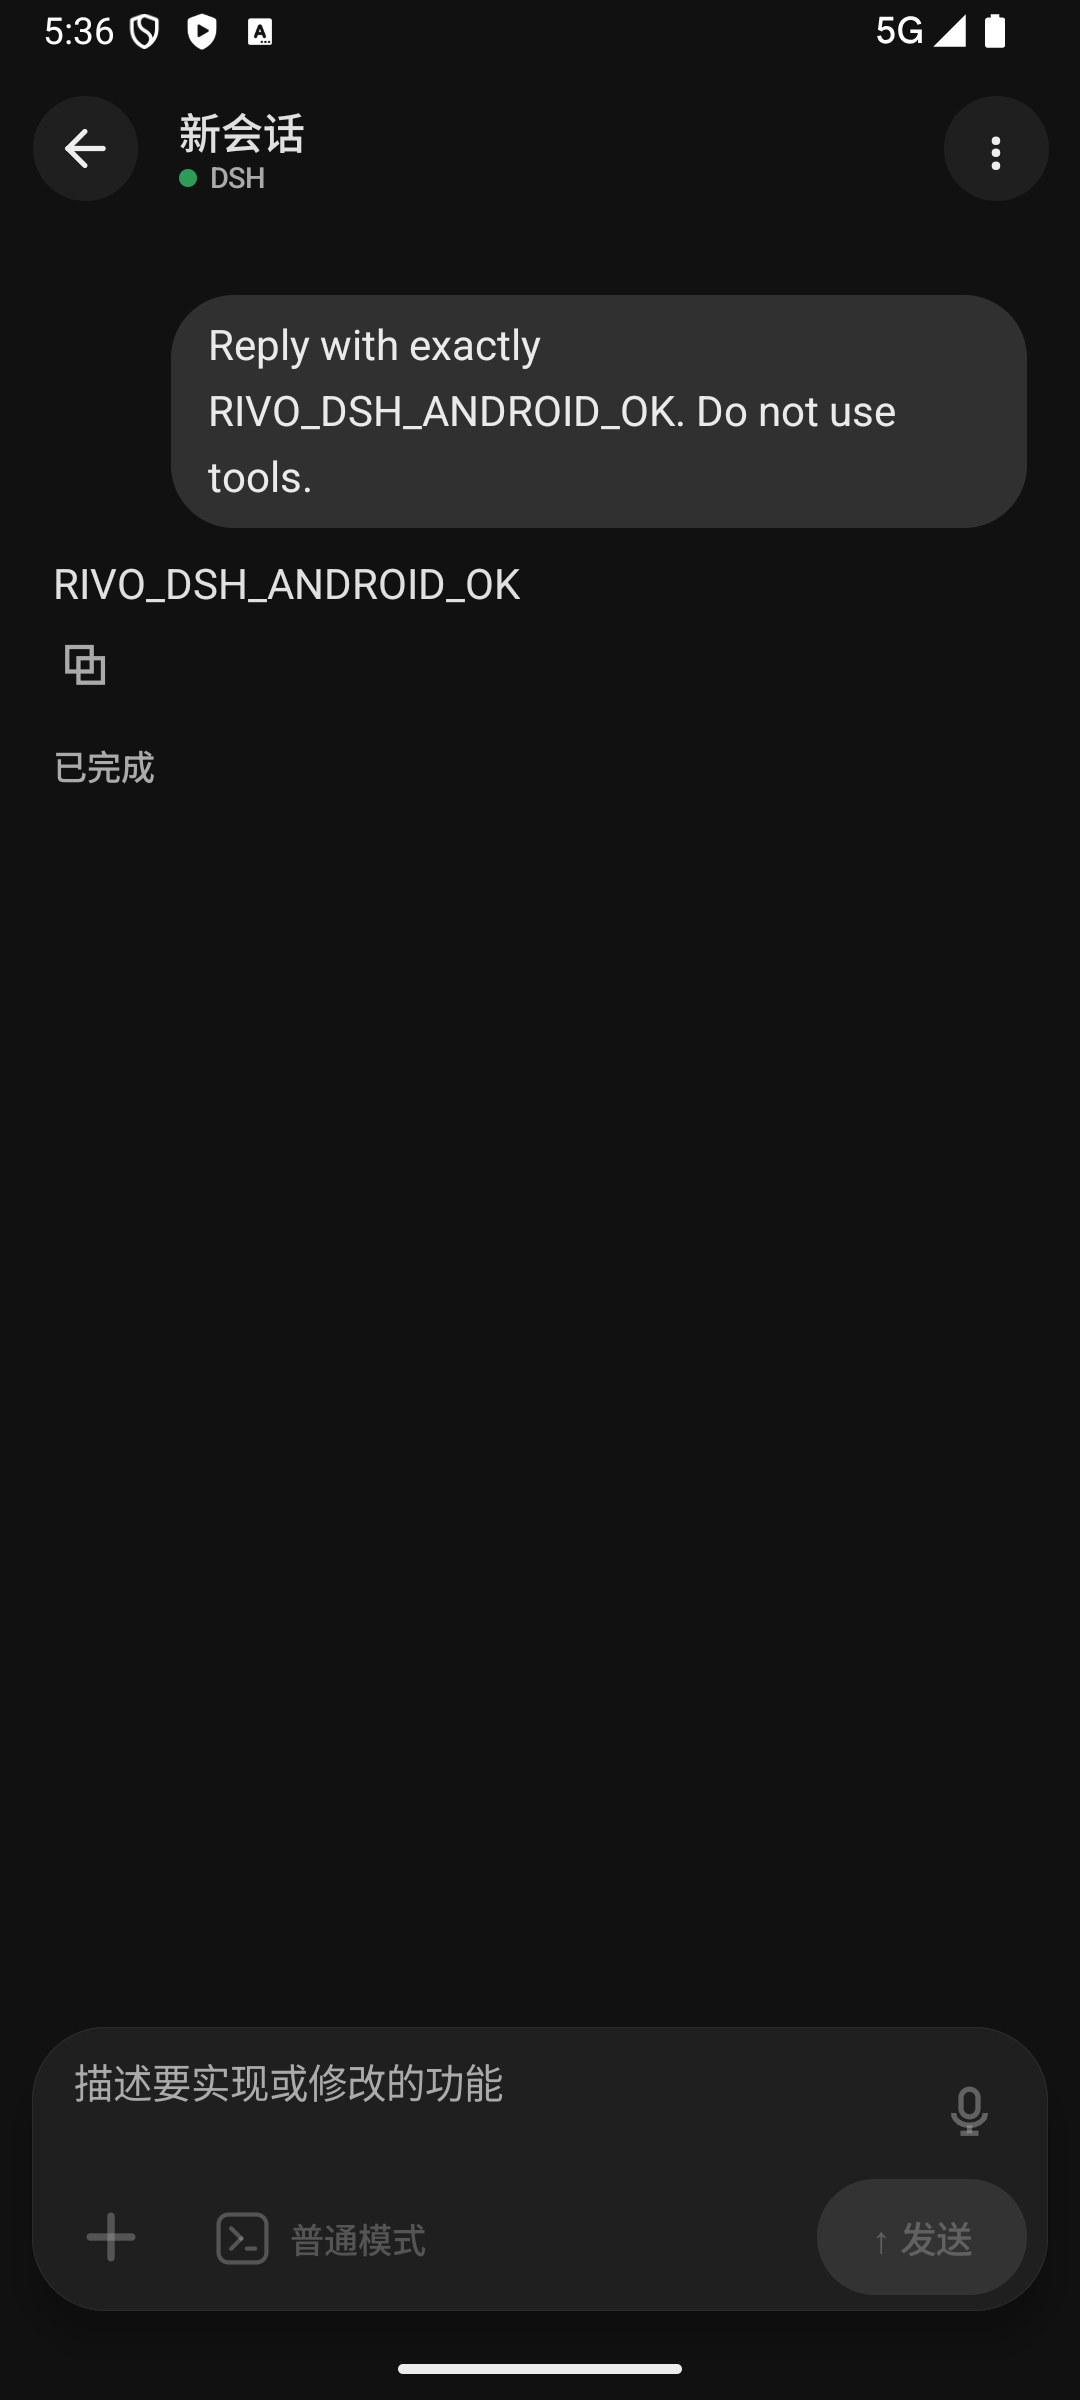 5:36
5G
新会话
DSH
Reply with exactly
RIVO_DSH_ANDROID_OK. Do not use
tools.
RIVO_DSH_ANDROID_OK
已完成
描述要实现或修改的功能
普通模式
↑ 发送